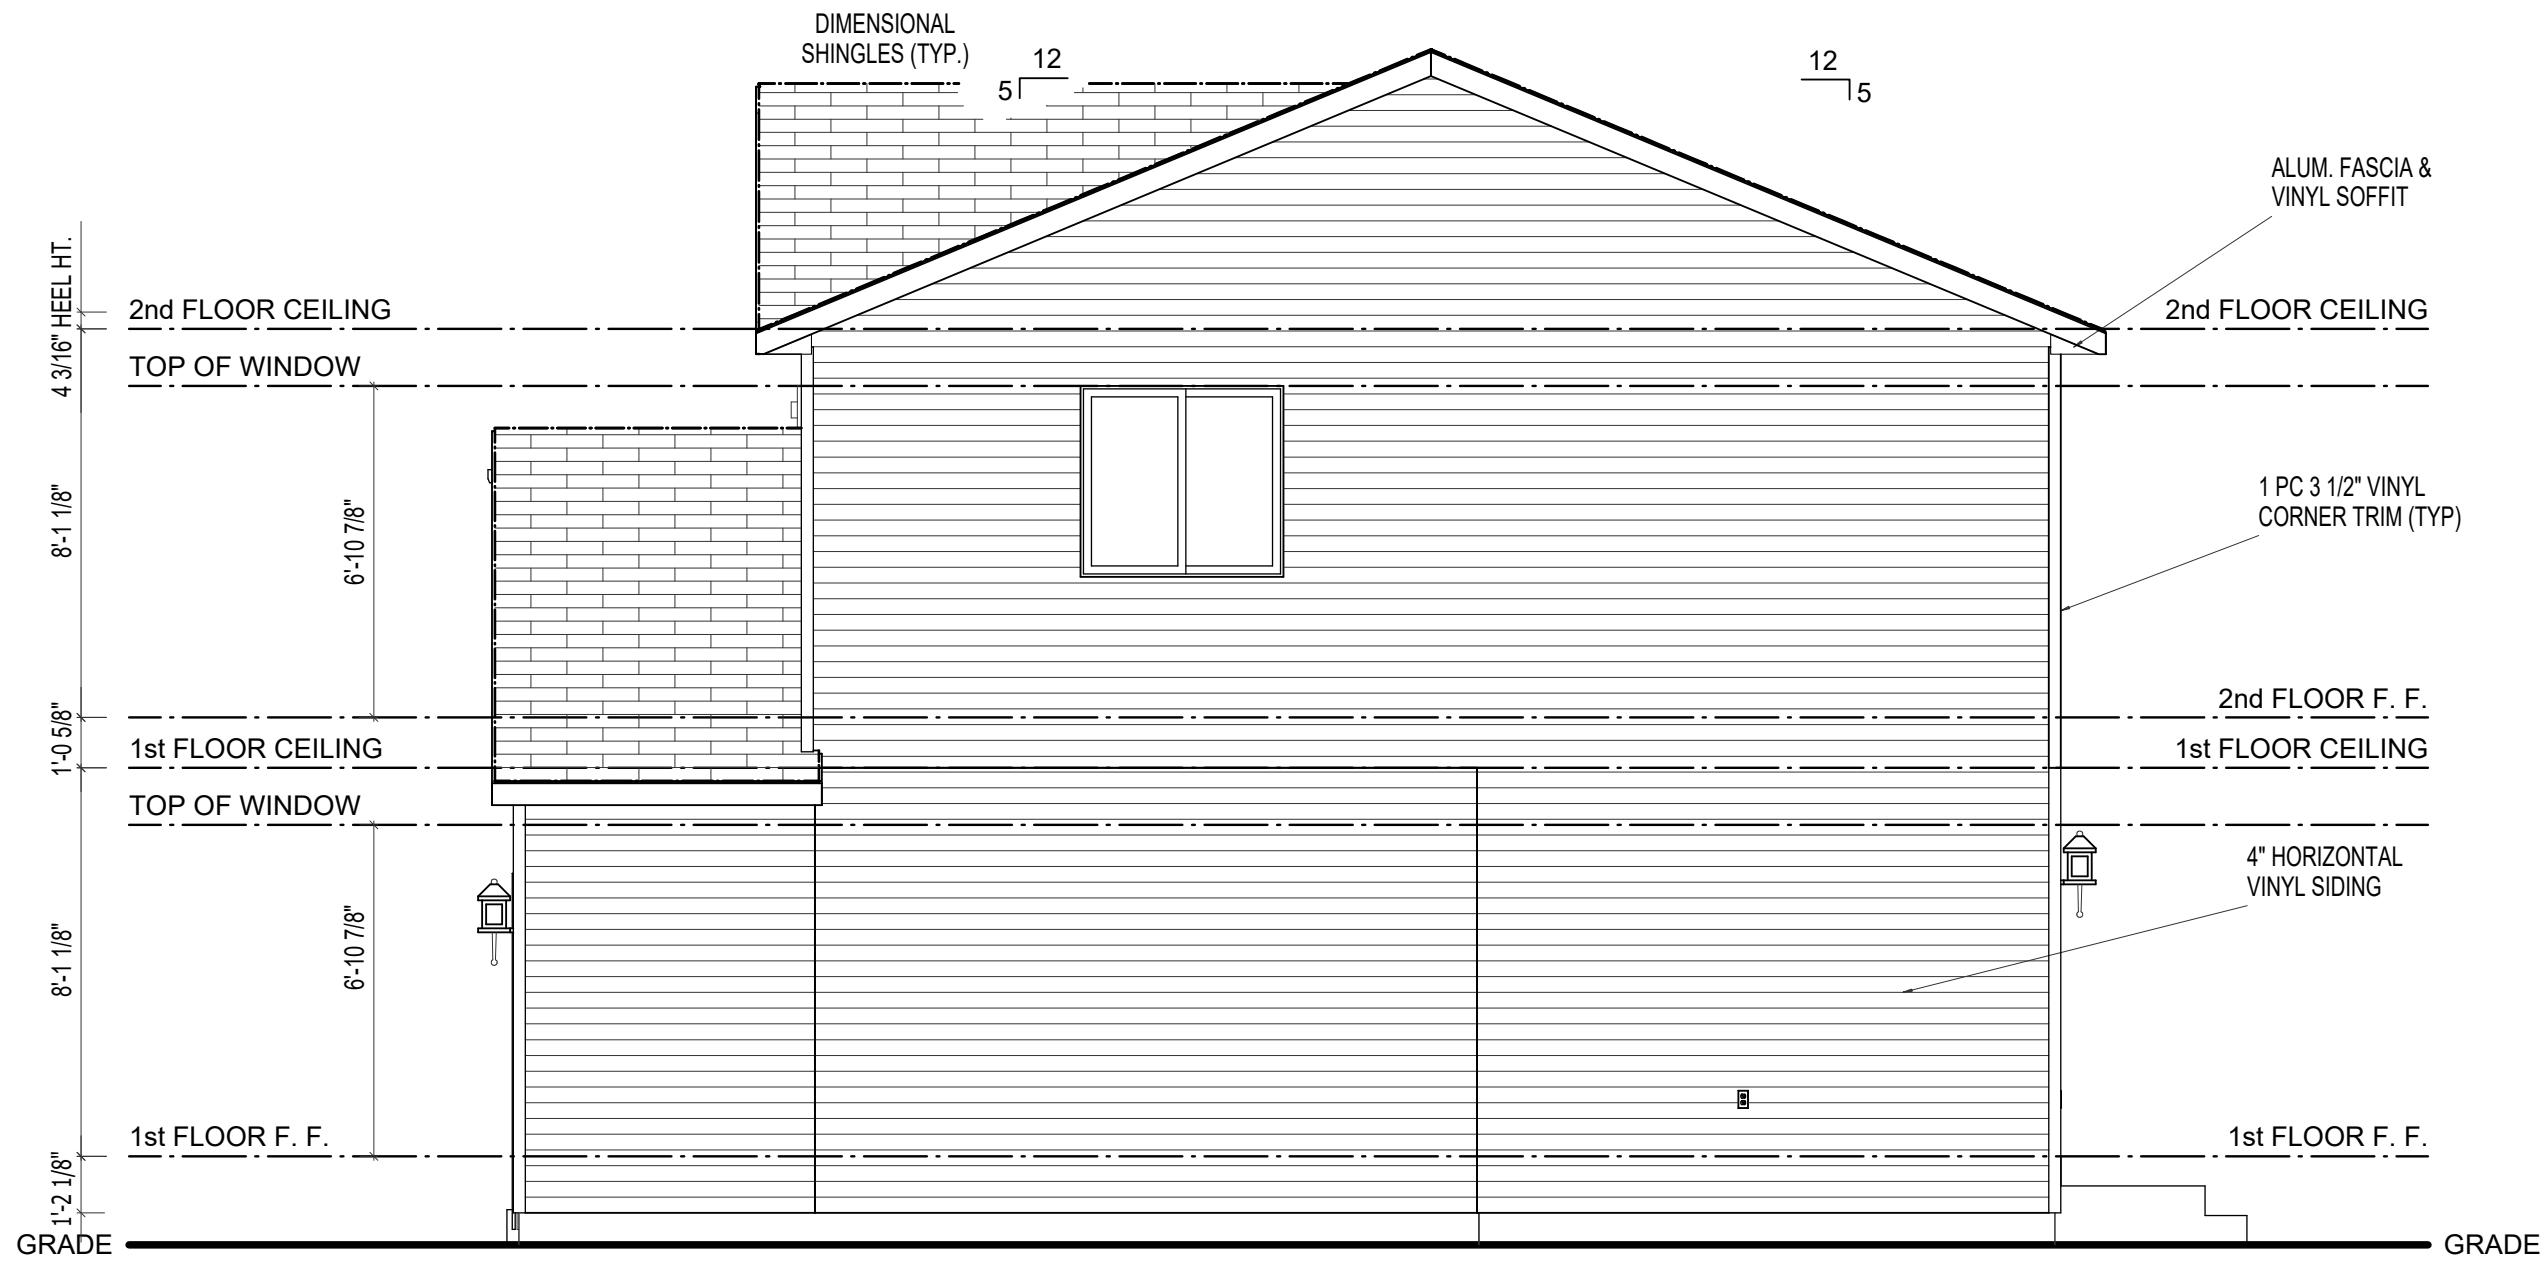 DIMENSIONAL
SHINGLES (TYP.)
12
5
12
5
ALUM. FASCIA &
VINYL SOFFIT
4 3/16" HEEL HT.
2nd FLOOR CEILING
2nd FLOOR CEILING
TOP OF WINDOW
8'-1 1/8"
6'-10 7/8"
1 PC 3 1/2" VINYL
CORNER TRIM (TYP)
2nd FLOOR F. F.
1'-0 5/8"
1st FLOOR CEILING
1st FLOOR CEILING
TOP OF WINDOW
4" HORIZONTAL
VINYL SIDING
8'-1 1/8"
6'-10 7/8"
1st FLOOR F. F.
1st FLOOR F. F.
1'-2 1/8"
GRADE
GRADE